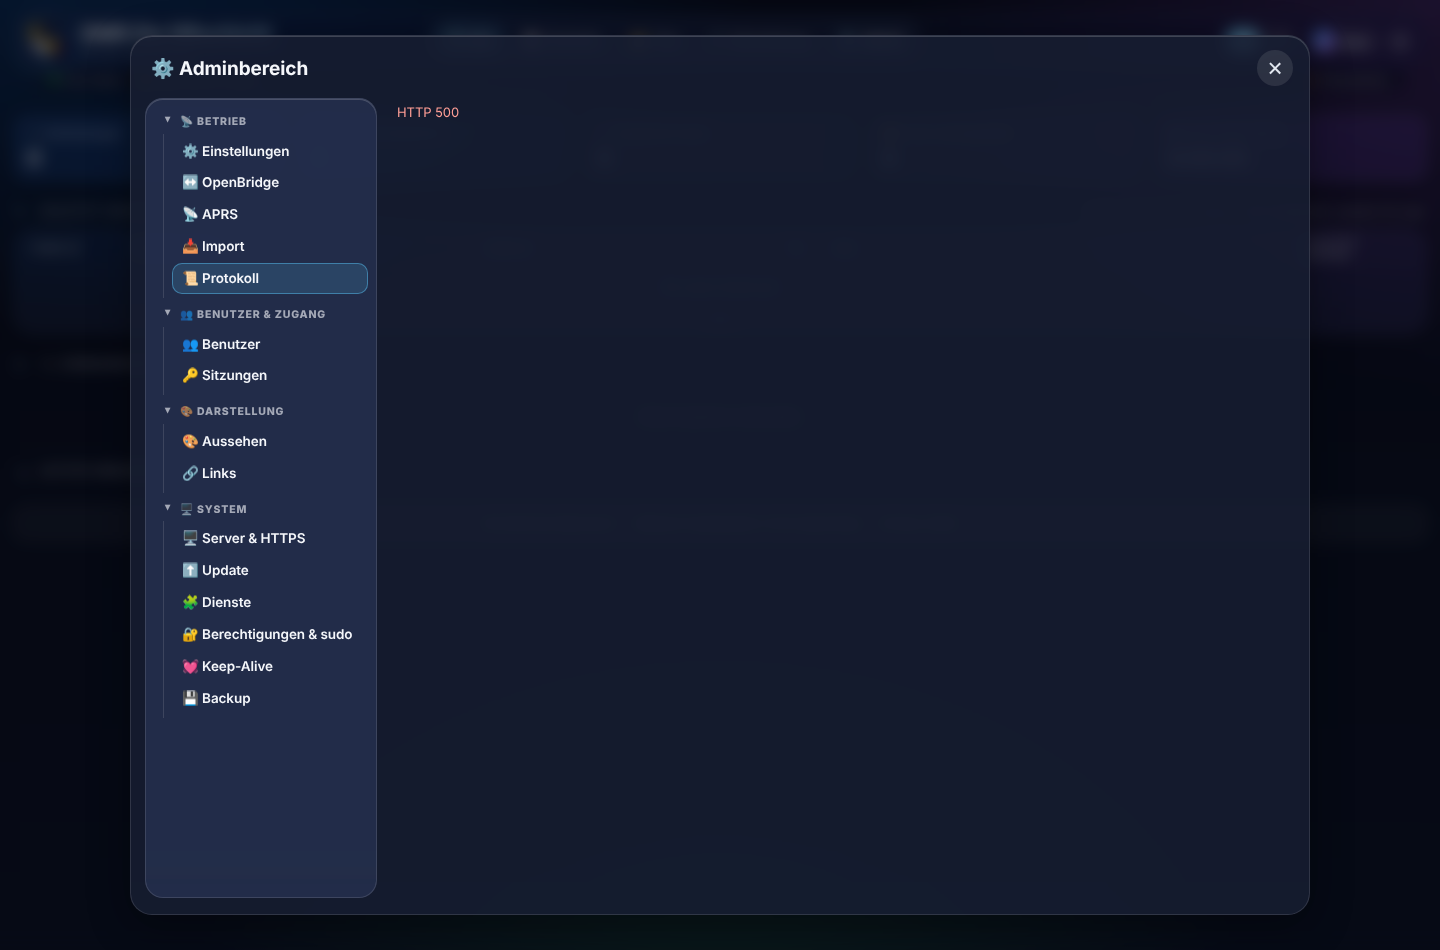 Adminbereich
HTTP 500
BETRIEB
Einstellungen
OpenBridge
APRS
Import
Protokoll
BENUTZER & ZUGANG
Benutzer
Sitzungen
DARSTELLUNG
Aussehen
Links
SYSTEM
Server & HTTPS
Update
Dienste
Berechtigungen & sudo
Keep-Alive
Backup